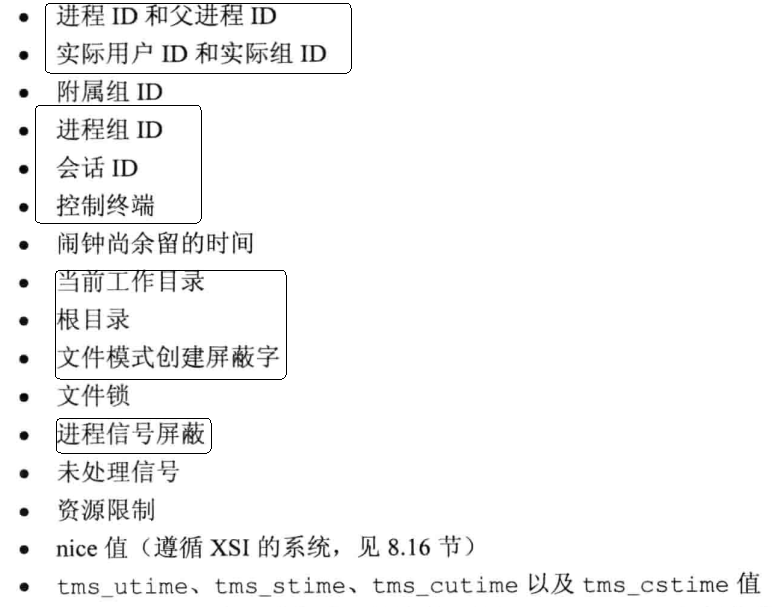 • 进程 ID 和父进程 ID
• 实际用户 ID 和实际组 ID
• 附属组 ID
• 进程组 ID
• 会话 ID
• 控制终端
• 闹钟尚余留的时间
• 当前工作目录
• 根目录
• 文件模式创建屏蔽字
• 文件锁
• 进程信号屏蔽
• 未处理信号
• 资源限制
• nice 值（遵循 XSI 的系统，见 8.16 节）
• tms_utime、tms_stime、tms_cutime 以及 tms_cstime 值